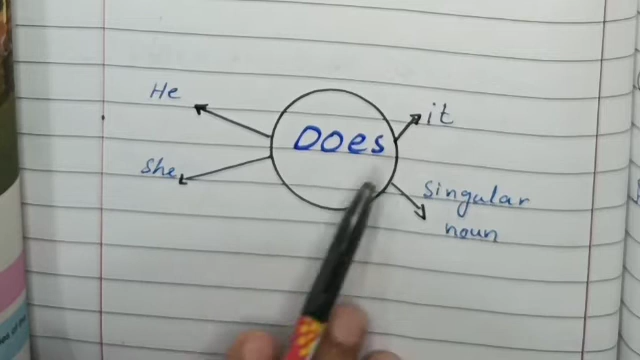 He
it
Does
She
singular
noun